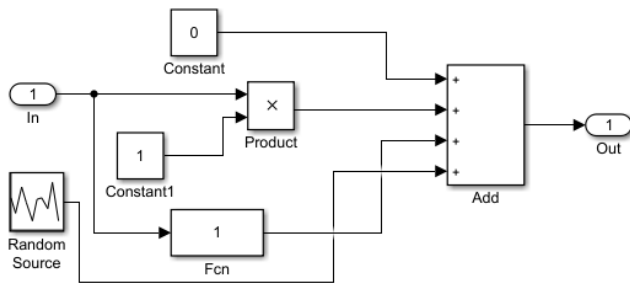 0
Constant
1
In
×
Product
1
Constant1
+
+
+
+
Add
1
Out
Random
Source
1
Fcn